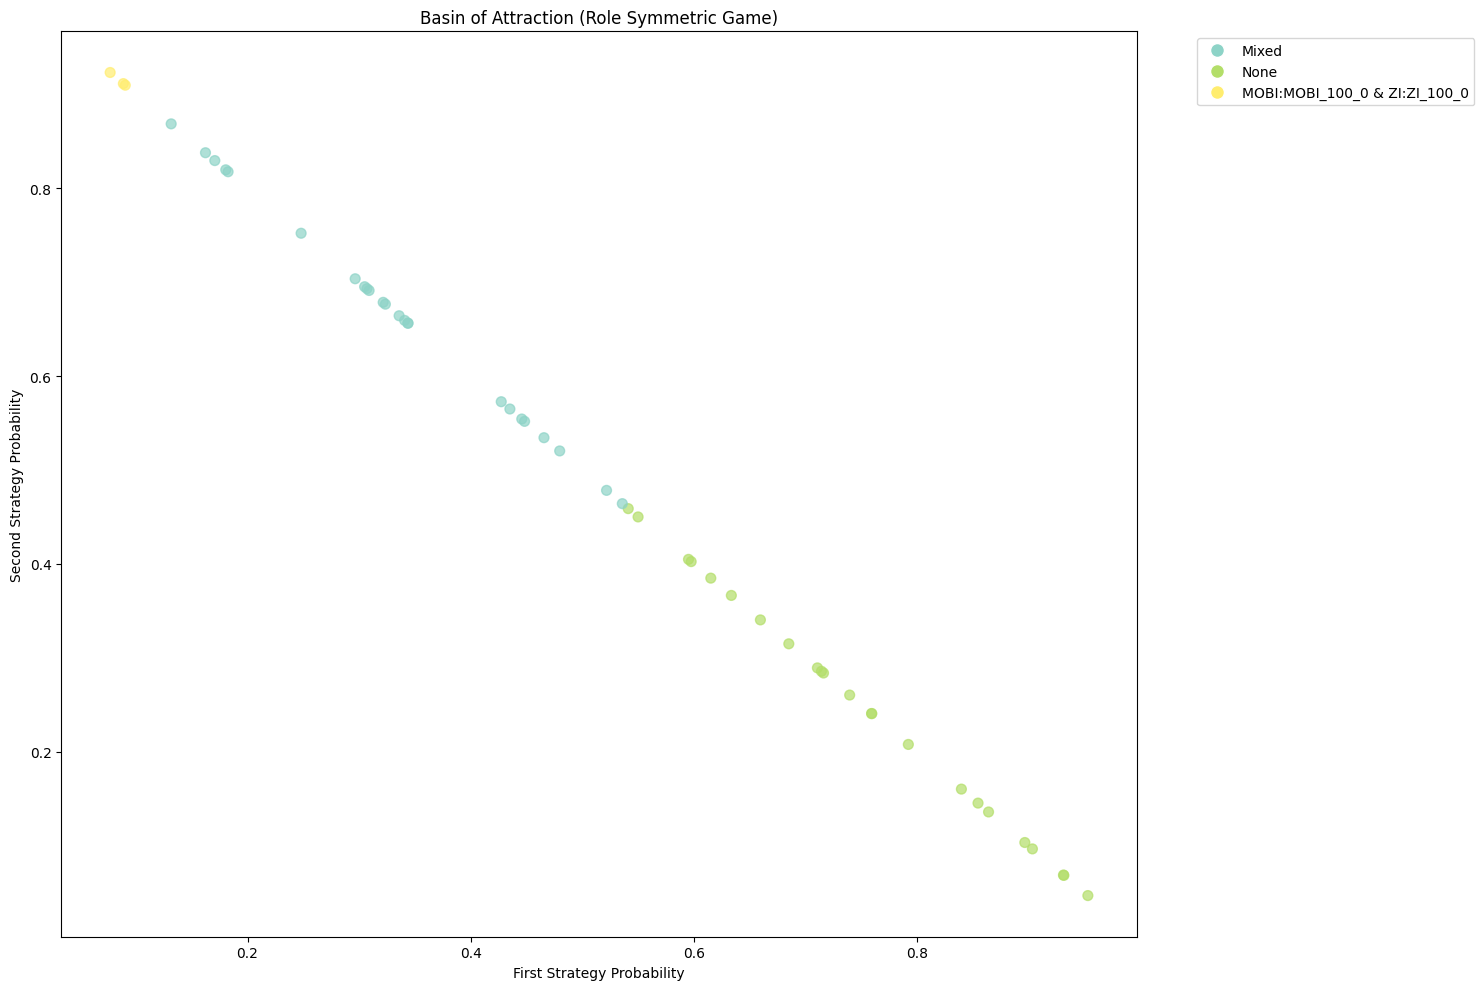 Basin of Attraction (Role Symmetric Game)
Mixed
None
MOBI:MOBI_100_0 & ZI:ZI_100_0
Second Strategy Probability
0.8
0.6
0.4
0.2
0.2
0.4
0.6
0.8
First Strategy Probability